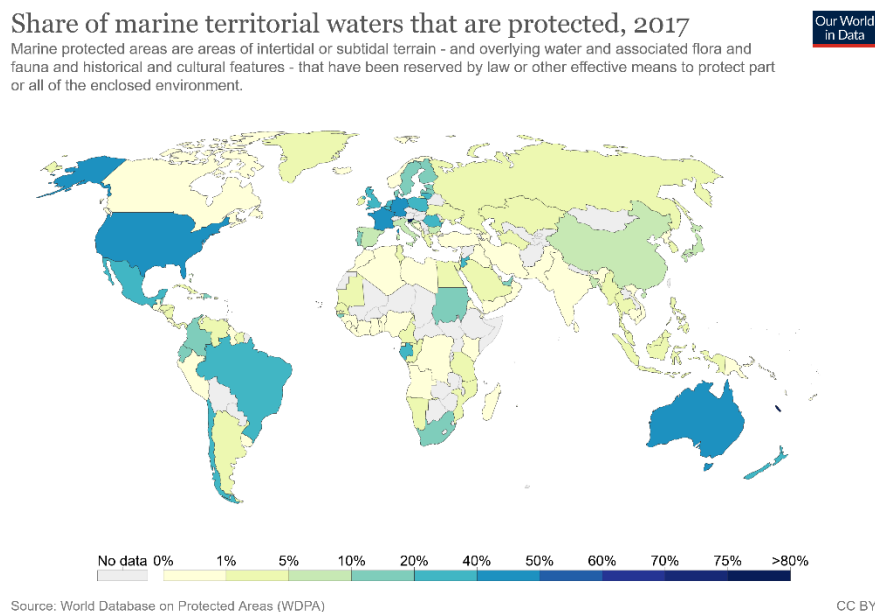 Share of marine territorial waters that are protected, 2017
Our World
in Data
Marine protected areas are areas of intertidal or subtidal terrain - and overlying water and associated flora and
fauna and historical and cultural features - that have been reserved by law or other effective means to protect part
or all of the enclosed environment.
No data 0% 1% 5% 10% 20% 40% 50% 60% 70% 75% >80%
Source: World Database on Protected Areas (WDPA)
CC BY